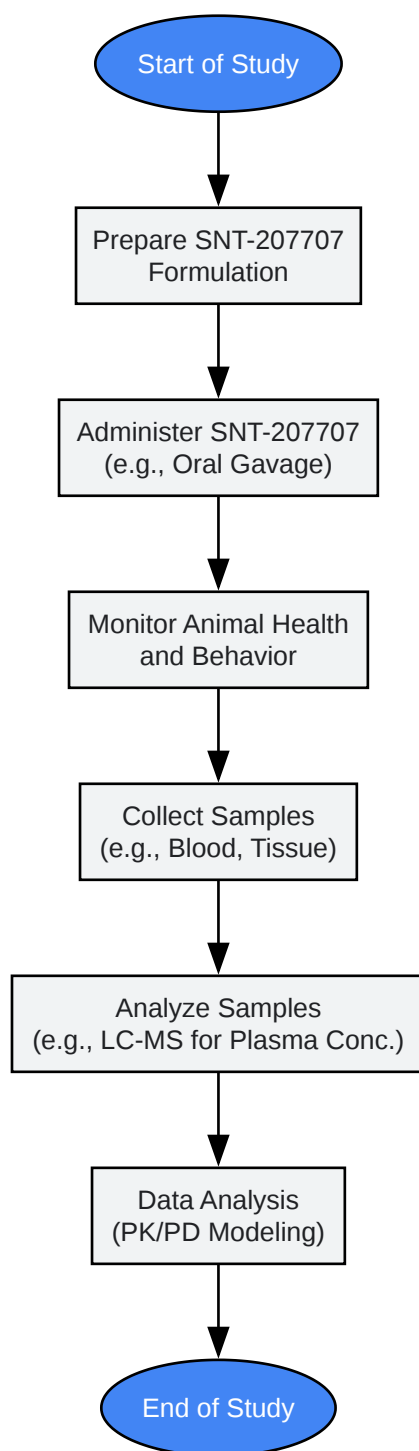 Start of Study
Prepare SNT-207707
Formulation
Administer SNT-207707
(e.g., Oral Gavage)
Monitor Animal Health
and Behavior
Collect Samples
(e.g., Blood, Tissue)
Analyze Samples
(e.g., LC-MS for Plasma Conc.)
Data Analysis
(PK/PD Modeling)
End of Study